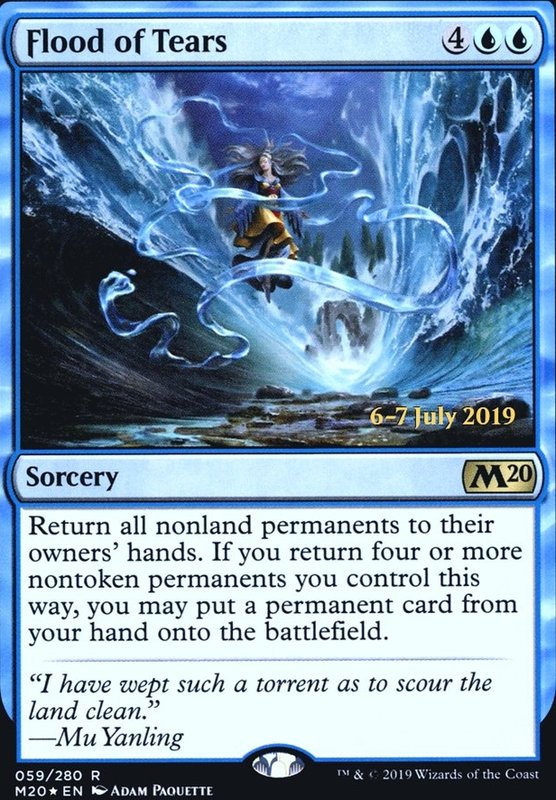 Flood of Tears 4
6–7 July 2019
Sorcery M20
Return all nonland permanents to their
owners' hands. If you return four or more
nontoken permanents you control this
way, you may put a permanent card from
your hand onto the battlefield.
“I have wept such a torrent as to scour the
land clean.”
—Mu Yanling
059/280 R
M20★EN Adam Paquette
™ & © 2019 Wizards of the Coast